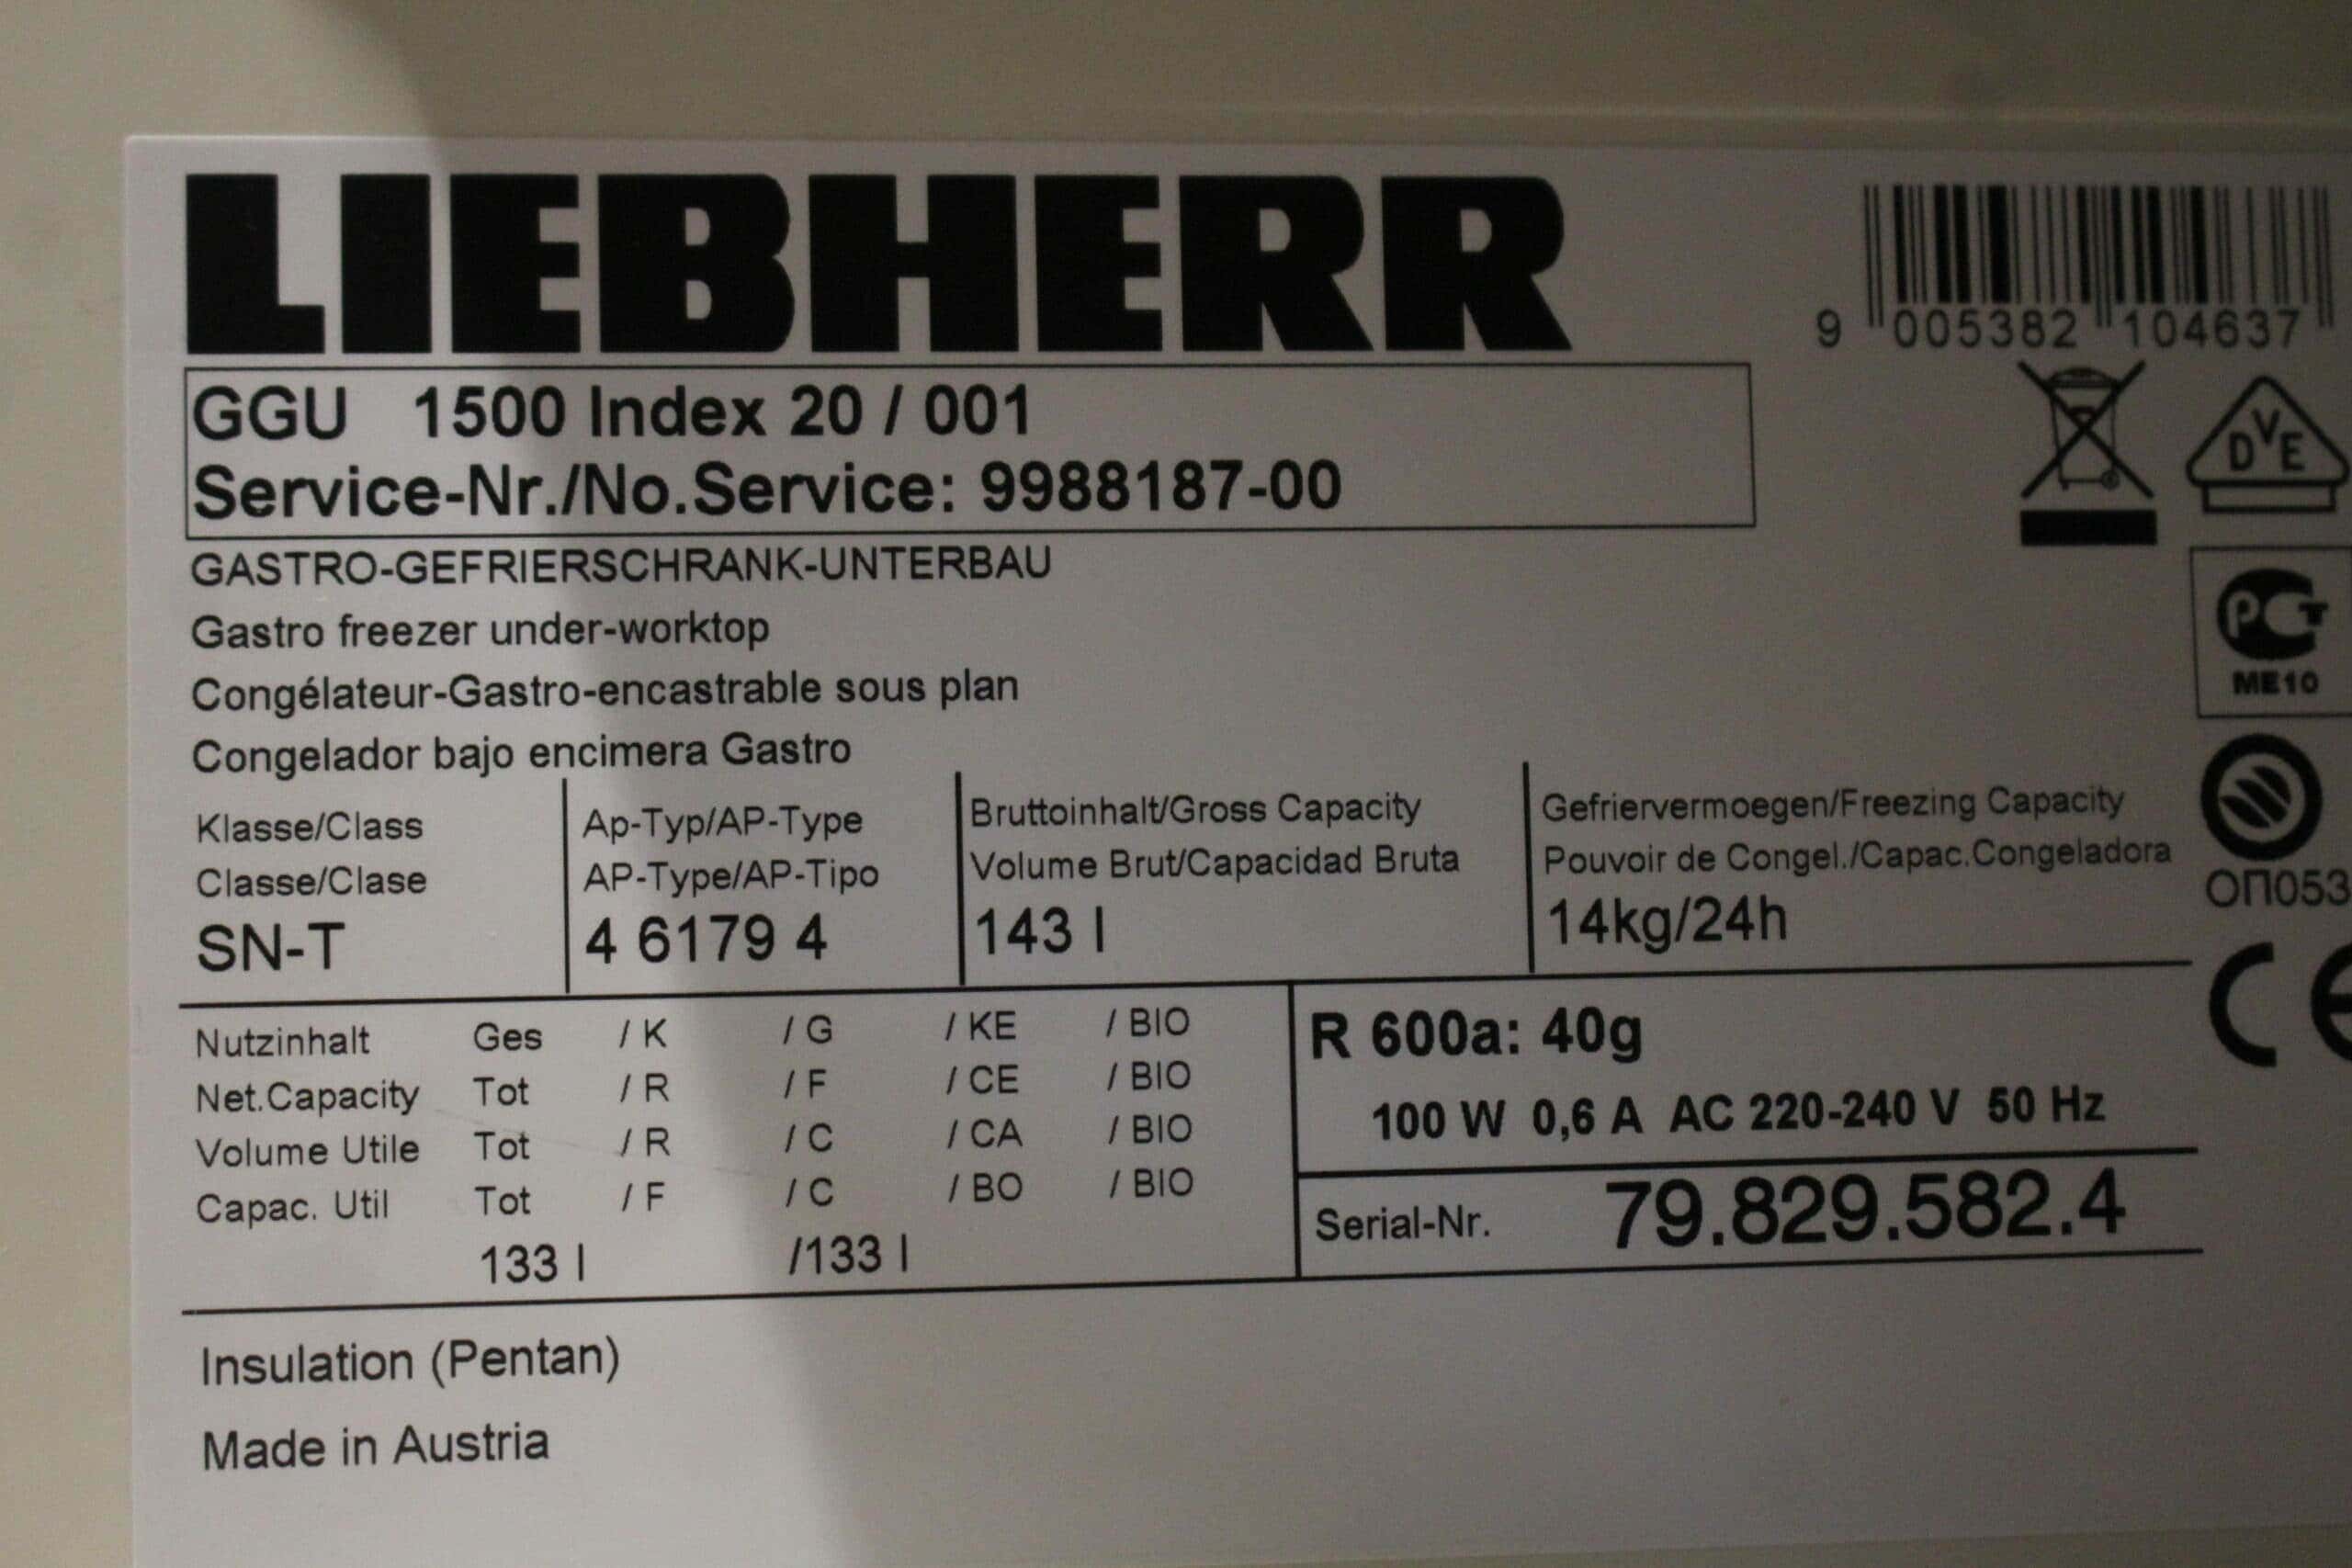 LIEBHERR
9 005382 104637
GGU 1500 Index 20 / 001
Service-Nr./No.Service: 9988187-00
DVE
GASTRO-GEFRIERSCHRANK-UNTERBAU
Gastro freezer under-worktop
Congélateur-Gastro-encastrable sous plan
Congelador bajo encimera Gastro
PCT
ME10
Klasse/Class
Classe/Clase
SN-T
Ap-Typ/AP-Type
AP-Type/AP-Tipo
4 6179 4
Bruttoinhalt/Gross Capacity
Volume Brut/Capacidad Bruta
143 l
Gefriervermoegen/Freezing Capacity
Pouvoir de Congel./Capac.Congeladora
14kg/24h
ОП053
CE
Nutzinhalt Ges / K / G / KE / BIO
Net.Capacity Tot / R / F / CE / BIO
Volume Utile Tot / R / C / CA / BIO
Capac. Util Tot / F / C / BO / BIO
133 l /133 l
R 600a: 40g
100 W 0,6 A AC 220-240 V 50 Hz
Serial-Nr. 79.829.582.4
Insulation (Pentan)
Made in Austria